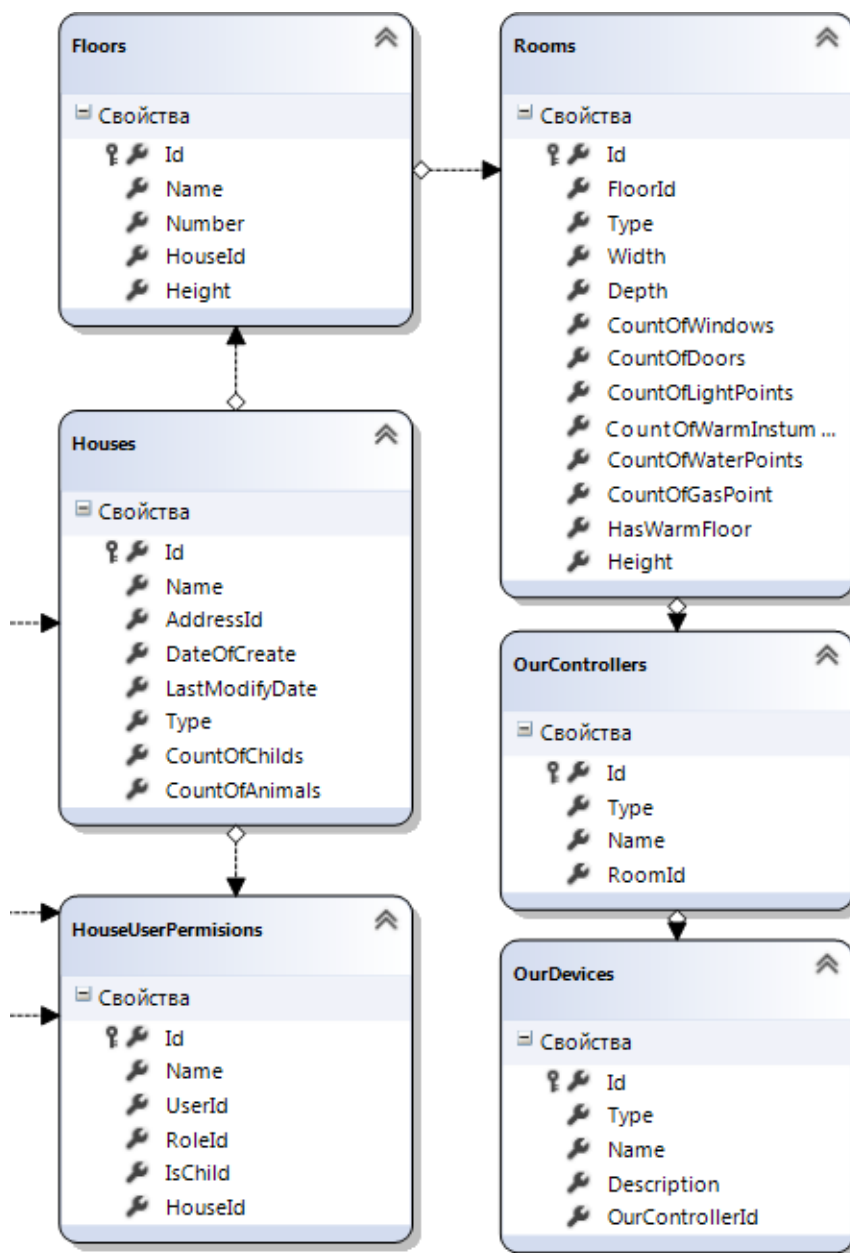 Floors
Свойства
Id
Name
Number
HouseId
Height
Houses
Свойства
Id
Name
AddressId
DateOfCreate
LastModifyDate
Type
CountOfChilds
CountOfAnimals
HouseUserPermisions
Свойства
Id
Name
UserId
RoleId
IsChild
HouseId
Rooms
Свойства
Id
FloorId
Type
Width
Depth
CountOfWindows
CountOfDoors
CountOfLightPoints
CountOfWarmInstum ...
CountOfWaterPoints
CountOfGasPoint
HasWarmFloor
Height
OurControllers
Свойства
Id
Type
Name
RoomId
OurDevices
Свойства
Id
Type
Name
Description
OurControllerId